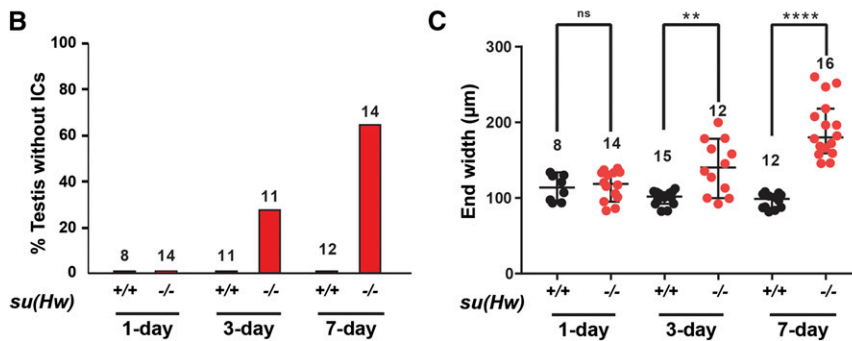 B
% Testis without ICs
100
80
60
40
20
0
8 14 11 11 12 14
su(Hw) +/+ -/- +/+ -/- +/+ -/-
1-day 3-day 7-day
C
ns ** ****
End width (µm)
300
200
100
0
8 14 15 12 12 16
su(Hw) +/+ -/- +/+ -/- +/+ -/-
1-day 3-day 7-day